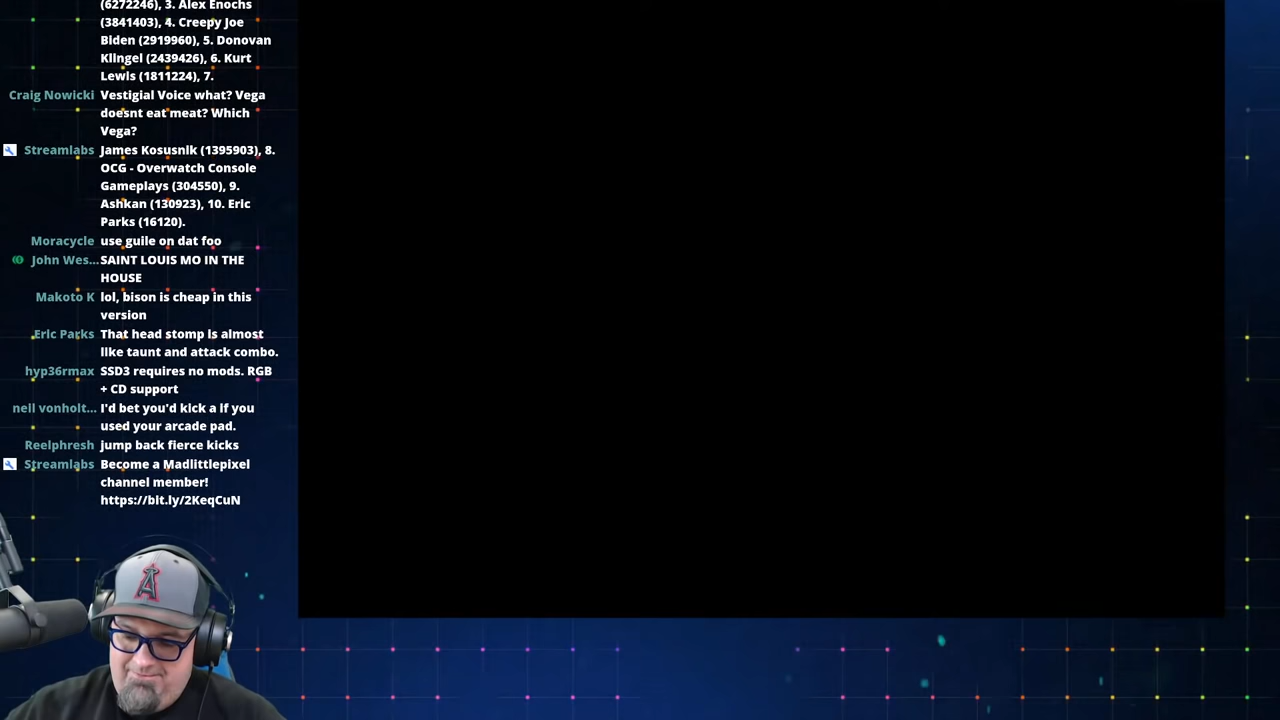 (6272246), 3. Alex Enochs
(3841403), 4. Creepy Joe
Biden (2919960), 5. Donovan
Klingel (2439426), 6. Kurt
Lewis (1811224), 7.
Craig Nowicki Vestigial Voice what? Vega
doesnt eat meat? Which
Vega?
Streamlabs James Kosusnik (1395903), 8.
OCG - Overwatch Console
Gameplays (304550), 9.
Ashkan (130923), 10. Eric
Parks (16120).
Moracycle use guile on dat foo
John Wes... SAINT LOUIS MO IN THE
HOUSE
Makoto K lol, bison is cheap in this
version
Eric Parks That head stomp is almost
like taunt and attack combo.
hyp36rmax SSD3 requires no mods. RGB
+ CD support
neil vonholt... I'd bet you'd kick a if you
used your arcade pad.
Reelphresh jump back fierce kicks
Streamlabs Become a Madlittlepixel
channel member!
https://bit.ly/2KeqCuN
A